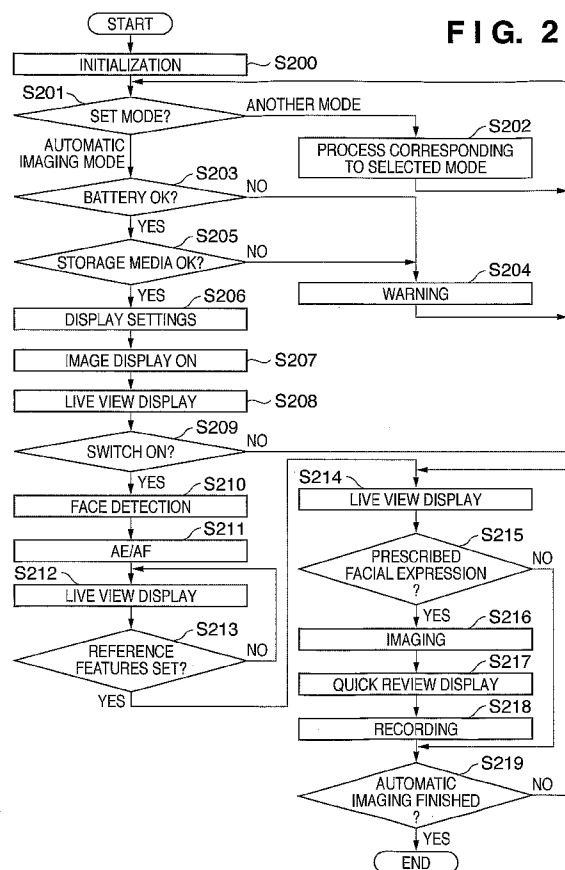 FIG. 2
START
INITIALIZATION
S200
S201
SET MODE?
ANOTHER MODE
AUTOMATIC
IMAGING MODE
S202
PROCESS CORRESPONDING
TO SELECTED MODE
S203
BATTERY OK?
NO
YES
S205
STORAGE MEDIA OK?
NO
YES
S204
WARNING
S206
DISPLAY SETTINGS
IMAGE DISPLAY ON
S207
LIVE VIEW DISPLAY
S208
S209
SWITCH ON?
NO
YES
S210
FACE DETECTION
S211
AE/AF
S212
LIVE VIEW DISPLAY
S213
REFERENCE
FEATURES SET?
NO
YES
S214
LIVE VIEW DISPLAY
S215
PRESCRIBED
FACIAL EXPRESSION
?
NO
YES
S216
IMAGING
S217
QUICK REVIEW DISPLAY
S218
RECORDING
S219
AUTOMATIC
IMAGING FINISHED
?
NO
YES
END